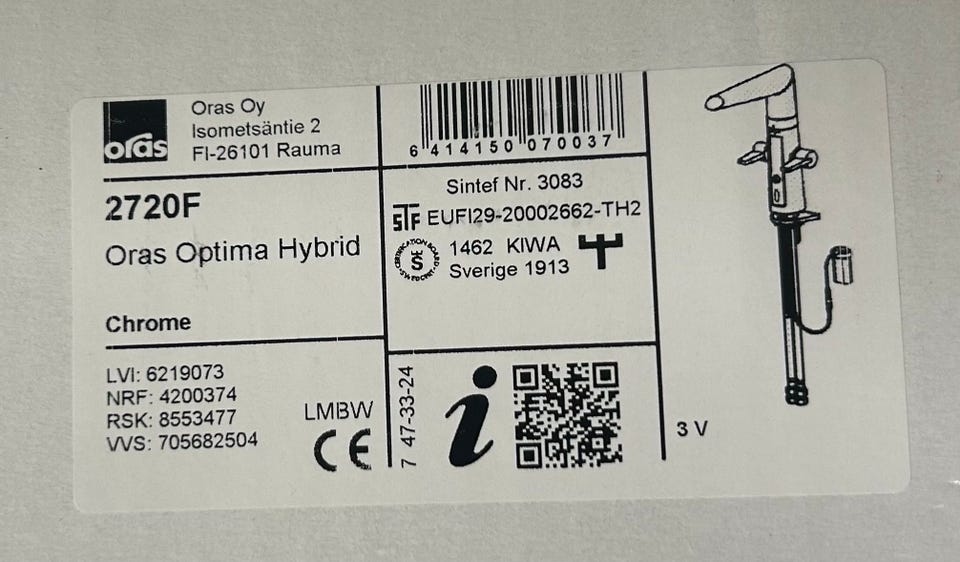 oras
Oras Oy
Isometsäntie 2
FI-26101 Rauma
6 414150 070037
2720F
Oras Optima Hybrid
Chrome
Sintef Nr. 3083
STF EUFI29-20002662-TH2
1462 KIWA
Sverige 1913
LVI: 6219073
NRF: 4200374
RSK: 8553477
VVS: 705682504
LMBW
CE
7 47-33-24
i
3 V